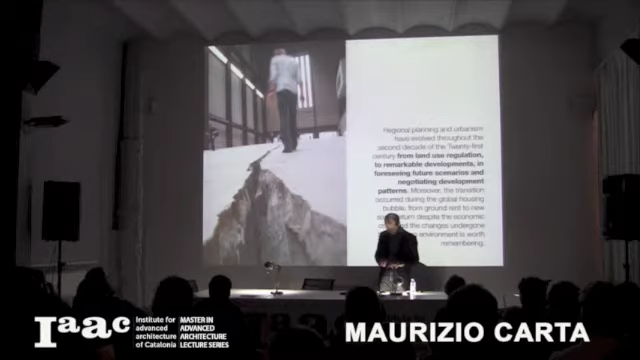 Regional planning and urbanism
have evolved throughout the
second decade of the Twenty-first
century from land use regulation,
to remarkable developments, in
foreseeing future scenarios and
negotiating development
patterns. Moreover, the transition
occurred during the global housing
bubble, from ground rent to new
turn despite the economic
the changes undergone
environment is worth
remembering.
Iaac
Institute for
advanced
architecture
of Catalonia
MASTER IN
ADVANCED
ARCHITECTURE
LECTURE SERIES
MAURIZIO CARTA